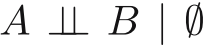 A ⫫ B | ∅